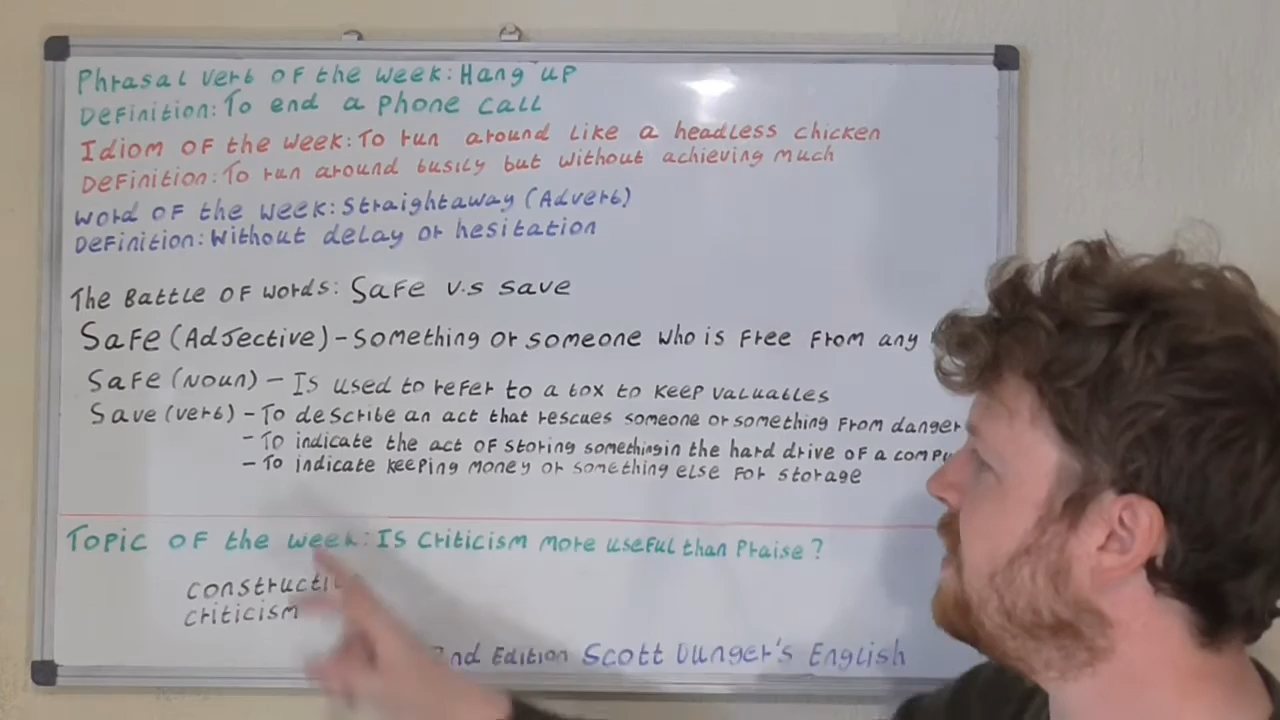 Phrasal verb of the week: Hang up
Definition: To end a phone call
Idiom of the week: To run around like a headless chicken
Definition: To run around busily but without achieving much
Word of the week: Straightaway (Adverb)
Definition: Without delay or hesitation
The Battle of words: Safe v.s save
Safe (Adjective) - Something or someone who is free from any
Safe (Noun) - Is used to refer to a box to keep valuables
Save (verb) - To describe an act that rescues someone or something from danger
- To indicate the act of storing something in the hard drive of a
- To indicate keeping money or something else for storage
Topic of the week: Is criticism more useful than Praise?
criticism
Edition Scott Dunger's English